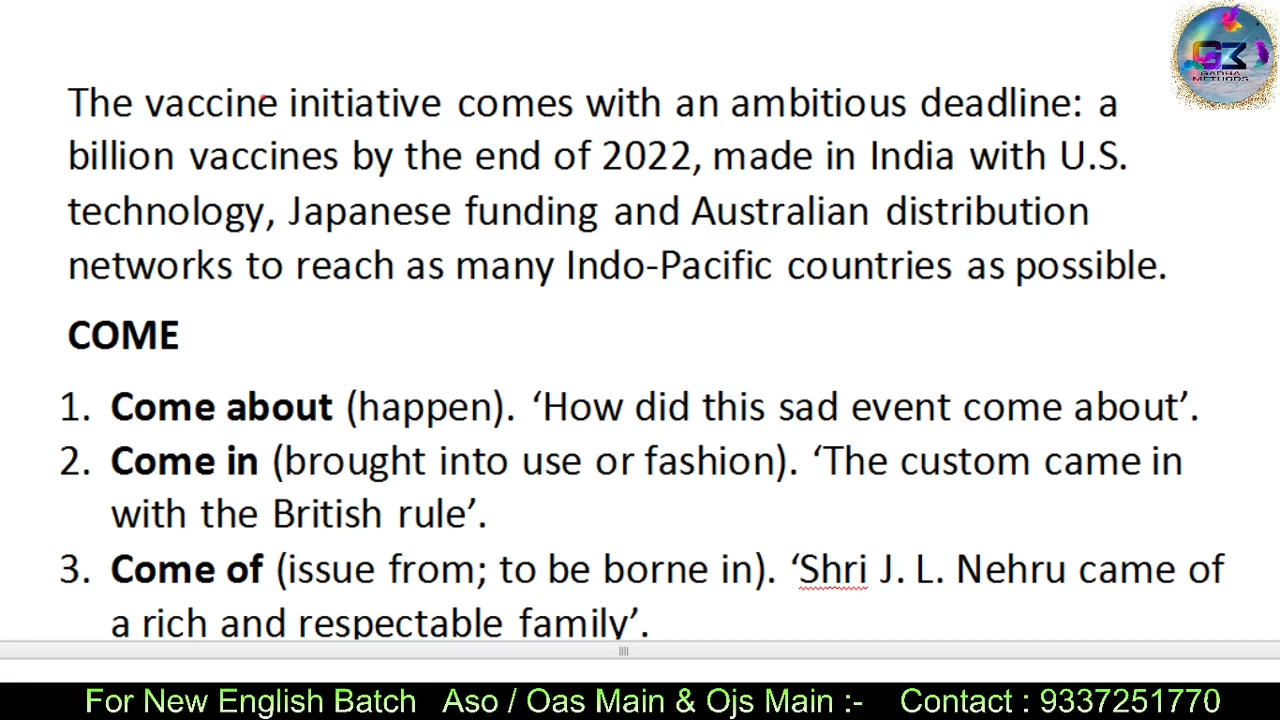 The vaccine initiative comes with an ambitious deadline: a
billion vaccines by the end of 2022, made in India with U.S.
technology, Japanese funding and Australian distribution
networks to reach as many Indo-Pacific countries as possible.
COME
1. Come about (happen). ‘How did this sad event come about’.
2. Come in (brought into use or fashion). ‘The custom came in
with the British rule’.
3. Come of (issue from; to be borne in). ‘Shri J. L. Nehru came of
a rich and respectable family’.
For New English Batch Aso / Oas Main & Ojs Main :- Contact : 9337251770
METHODS